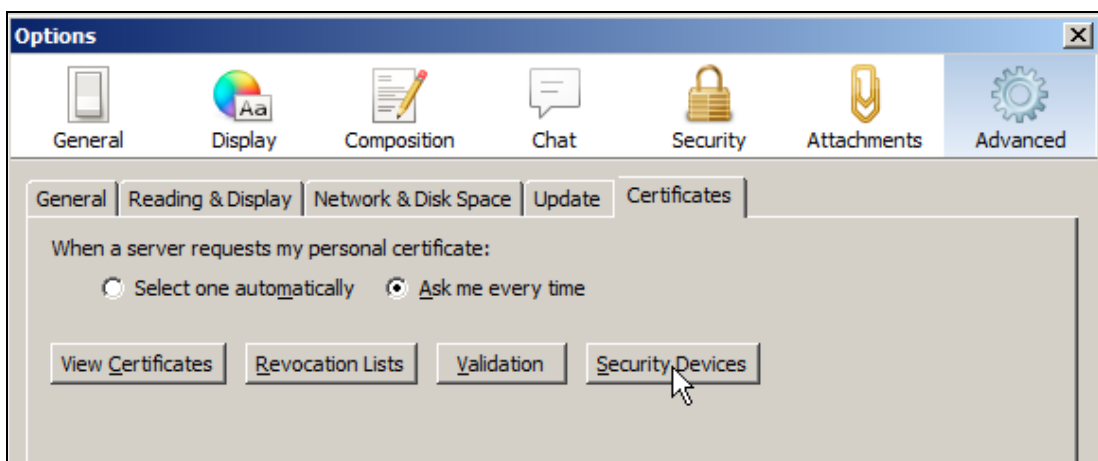 Options
Aa
General Display Composition Chat Security Attachments Advanced
General Reading & Display Network & Disk Space Update Certificates
When a server requests my personal certificate:
Select one automatically Ask me every time
View Certificates Revocation Lists Validation Security Devices